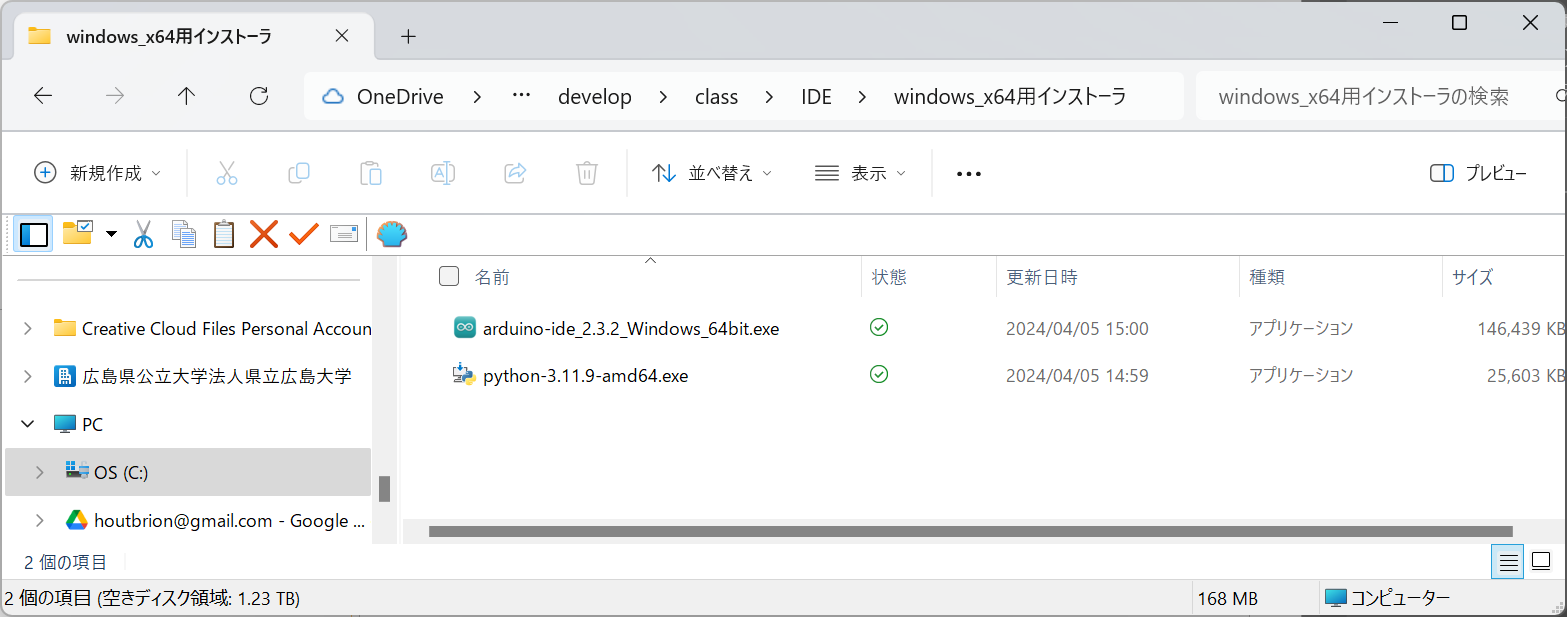 windows_x64用インストーラ
OneDrive > ··· develop > class > IDE > windows_x64用インストーラ windows_x64用インストーラの検索
新規作成 並べ替え 表示 ··· プレビュー
名前 状態 更新日時 種類 サイズ
Creative Cloud Files Personal Accoun
arduino-ide_2.3.2_Windows_64bit.exe 2024/04/05 15:00 アプリケーション 146,439 KB
広島県公立大学法人県立広島大学
python-3.11.9-amd64.exe 2024/04/05 14:59 アプリケーション 25,603 KB
PC
OS (C:)
houtbrion@gmail.com - Google ...
2 個の項目
2 個の項目 (空きディスク領域: 1.23 TB) 168 MB コンピューター